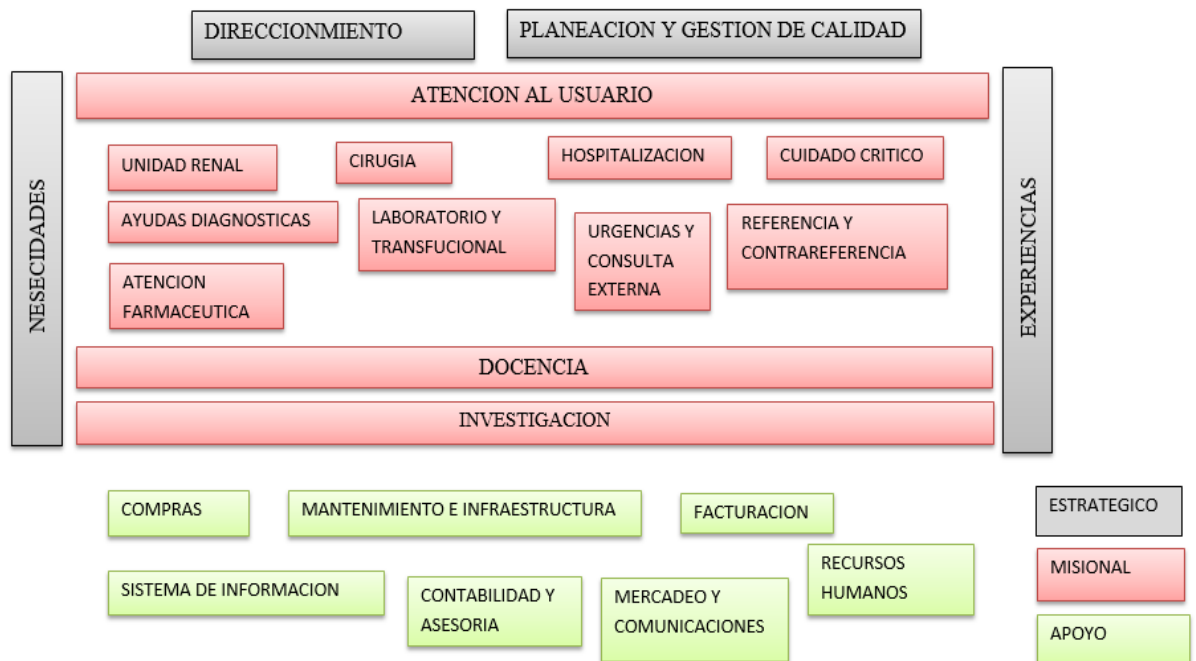 DIRECCIONMIENTO
PLANEACION Y GESTION DE CALIDAD
NESECIDADES
ATENCION AL USUARIO
UNIDAD RENAL
CIRUGIA
HOSPITALIZACION
CUIDADO CRITICO
AYUDAS DIAGNOSTICAS
LABORATORIO Y
TRANSFUCIONAL
URGENCIAS Y
CONSULTA
EXTERNA
REFERENCIA Y
CONTRAREFERENCIA
ATENCION
FARMACEUTICA
DOCENCIA
INVESTIGACION
EXPERIENCIAS
COMPRAS
MANTENIMIENTO E INFRAESTRUCTURA
FACTURACION
SISTEMA DE INFORMACION
CONTABILIDAD Y
ASESORIA
MERCADEO Y
COMUNICACIONES
RECURSOS
HUMANOS
ESTRATEGICO
MISIONAL
APOYO